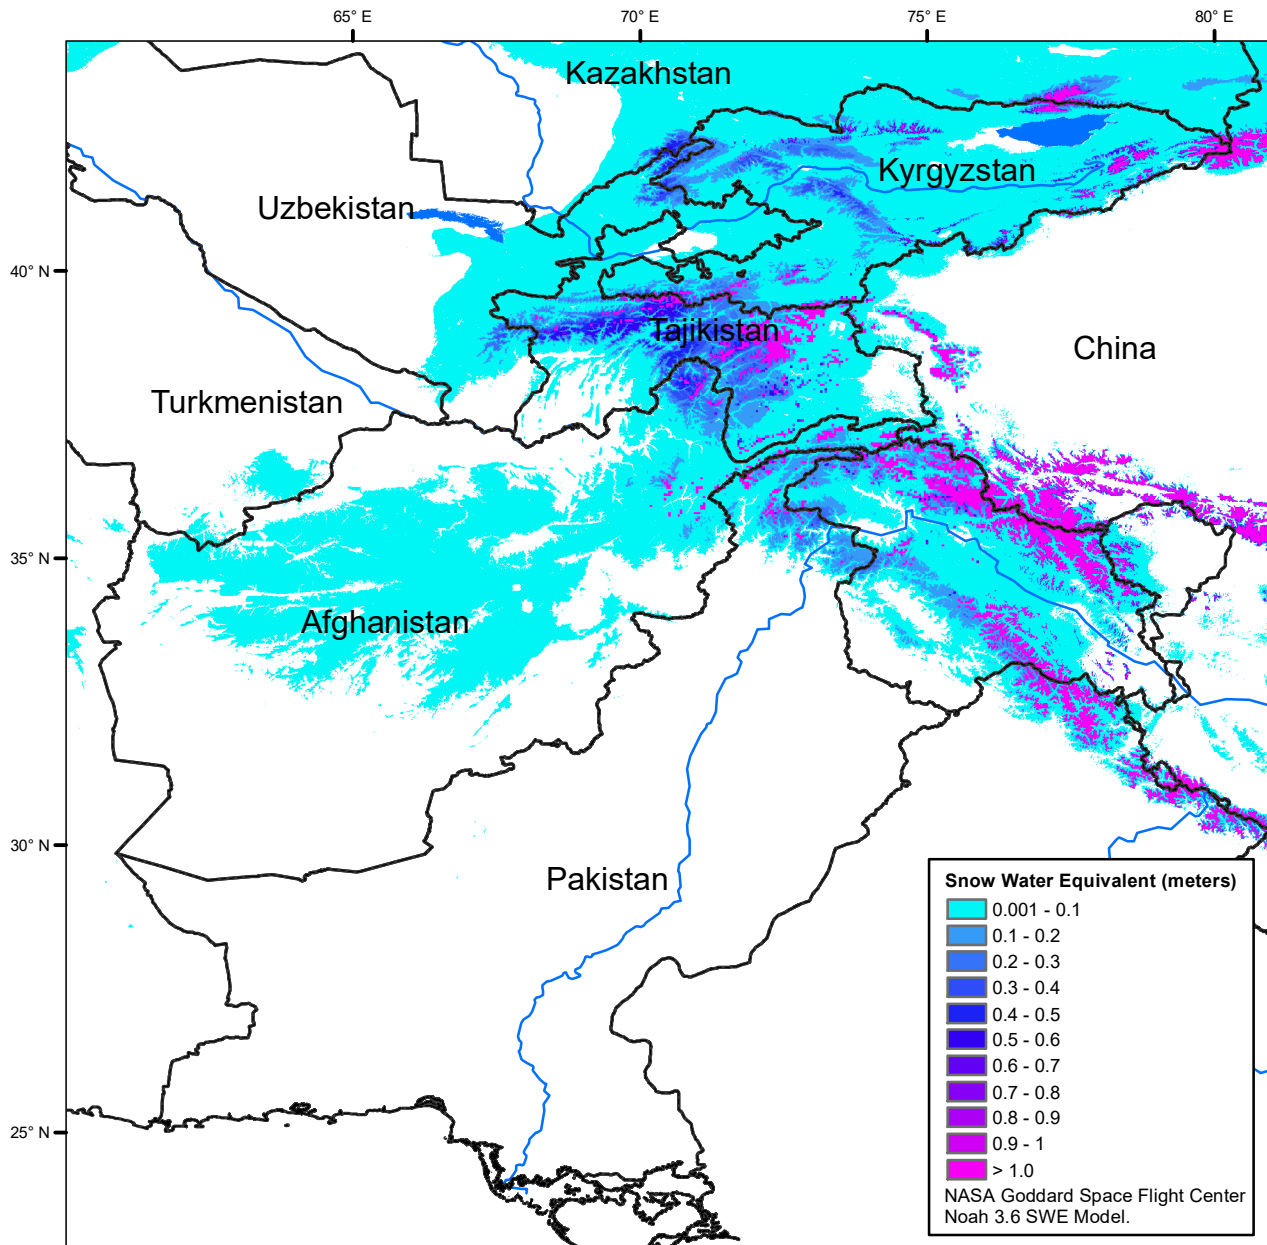 65° E
70° E
75° E
80° E
Kazakhstan
Kyrgyzstan
Uzbekistan
40° N
Tajikistan
China
Turkmenistan
35° N
Afghanistan
30° N
Pakistan
25° N
Snow Water Equivalent (meters)
0.001 - 0.1
0.1 - 0.2
0.2 - 0.3
0.3 - 0.4
0.4 - 0.5
0.5 - 0.6
0.6 - 0.7
0.7 - 0.8
0.8 - 0.9
0.9 - 1
> 1.0
NASA Goddard Space Flight Center
Noah 3.6 SWE Model.